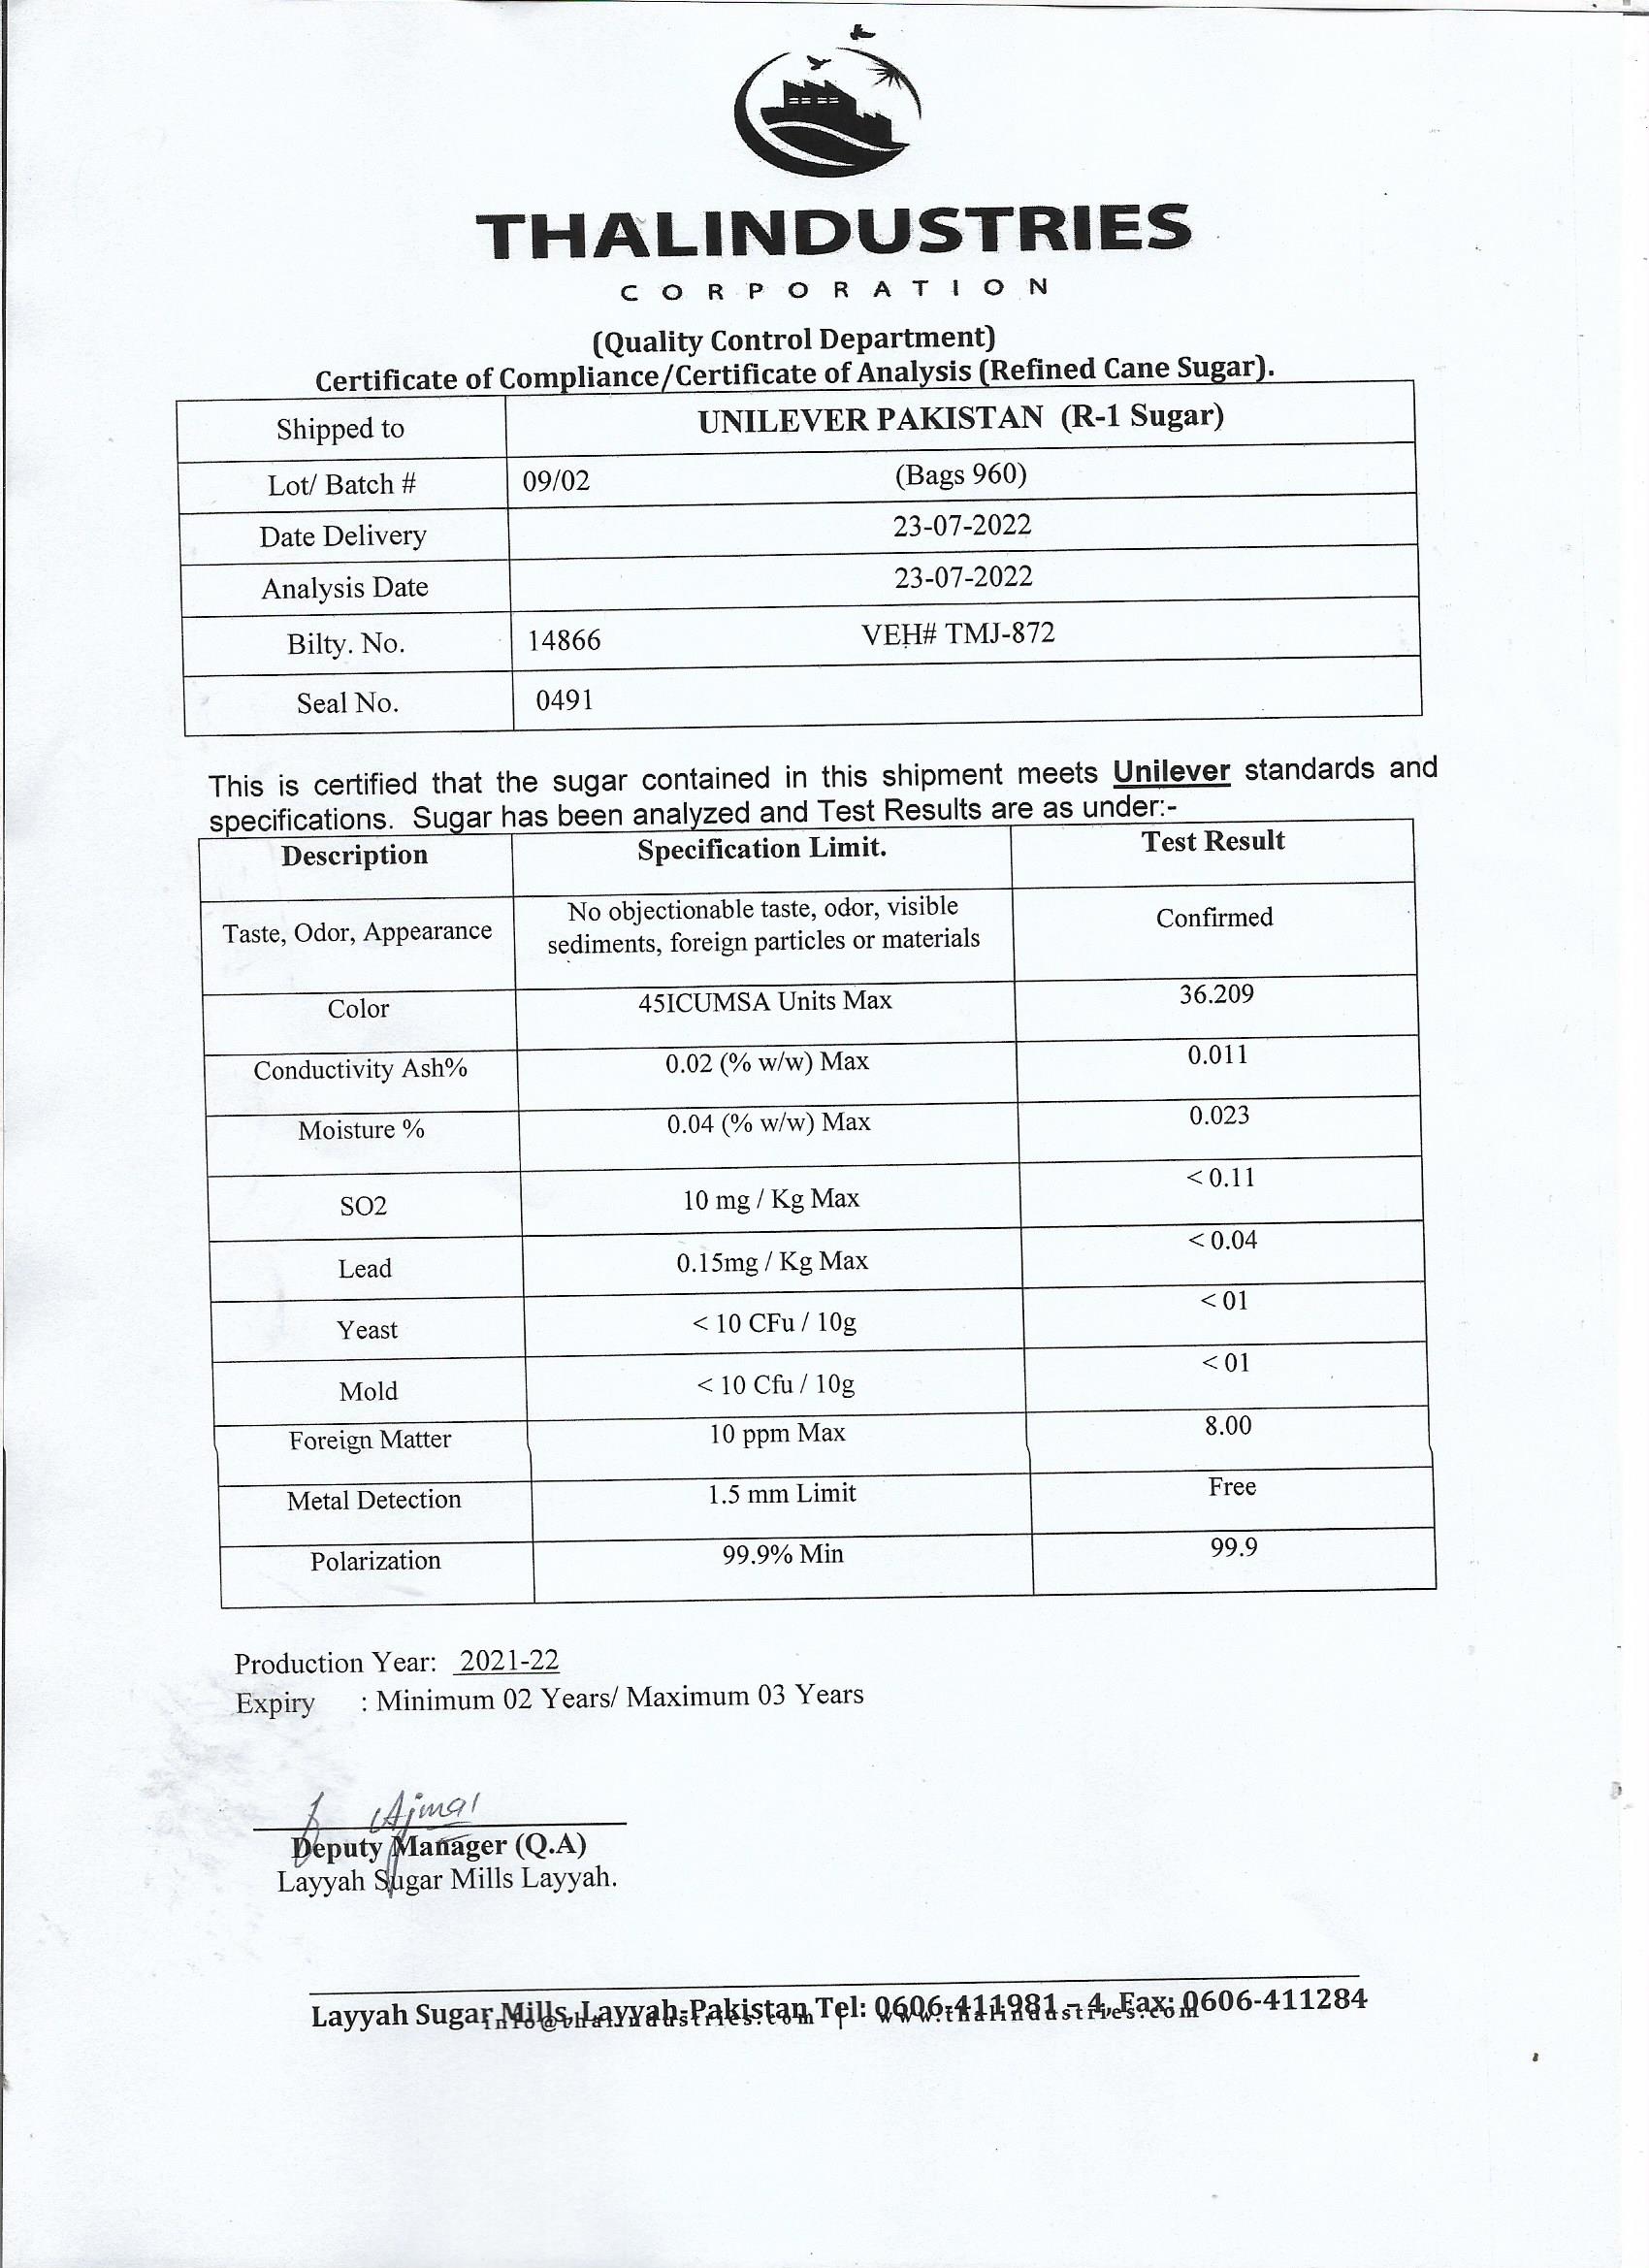 THALINDUSTRIES
CORPORATION
(Quality Control Department)
Certificate of Compliance/Certificate of Analysis (Refined Cane Sugar).
Shipped to UNILEVER PAKISTAN (R-1 Sugar)
Lot/ Batch # 09/02 (Bags 960)
Date Delivery 23-07-2022
Analysis Date 23-07-2022
Bilty. No. 14866 VEH# TMJ-872
Seal No. 0491
This is certified that the sugar contained in this shipment meets Unilever standards and
specifications. Sugar has been analyzed and Test Results are as under:-
Description Specification Limit. Test Result
Taste, Odor, Appearance No objectionable taste, odor, visible
sediments, foreign particles or materials Confirmed
Color 45ICUMSA Units Max 36.209
Conductivity Ash% 0.02 (% w/w) Max 0.011
Moisture % 0.04 (% w/w) Max 0.023
SO2 10 mg / Kg Max < 0.11
Lead 0.15mg / Kg Max < 0.04
Yeast < 10 CFu / 10g < 01
Mold < 10 Cfu / 10g < 01
Foreign Matter 10 ppm Max 8.00
Metal Detection 1.5 mm Limit Free
Polarization 99.9% Min 99.9
Production Year: 2021-22
Expiry : Minimum 02 Years/ Maximum 03 Years
Ajmal
Deputy Manager (Q.A)
Layyah Sugar Mills Layyah.
Layyah Sugar Mills, Layyah-Pakistan Tel: 0606-411981 – 4, Fax: 0606-411284
info@thalindustries.com | www.thalindustries.com